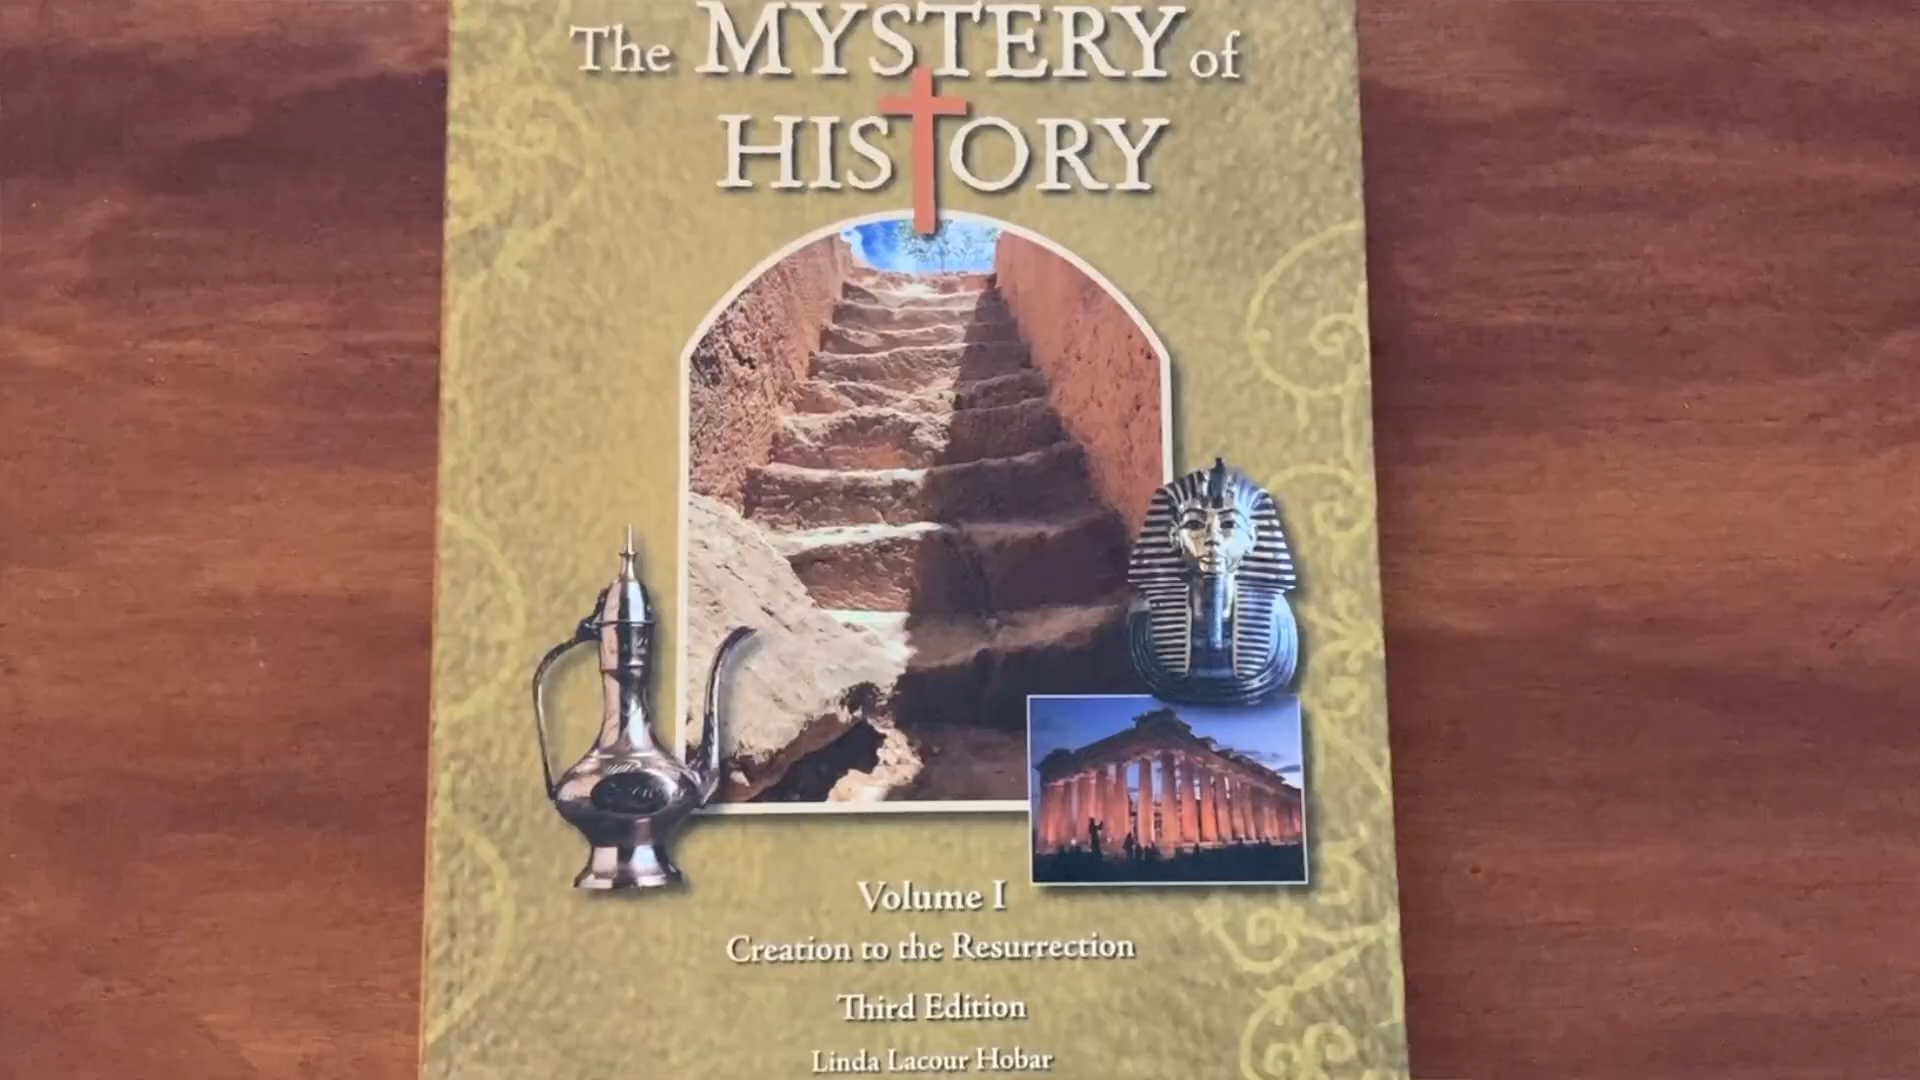 The MYSTERY of
HISTORY
Volume I
Creation to the Resurrection
Third Edition
Linda Lacour Hobar